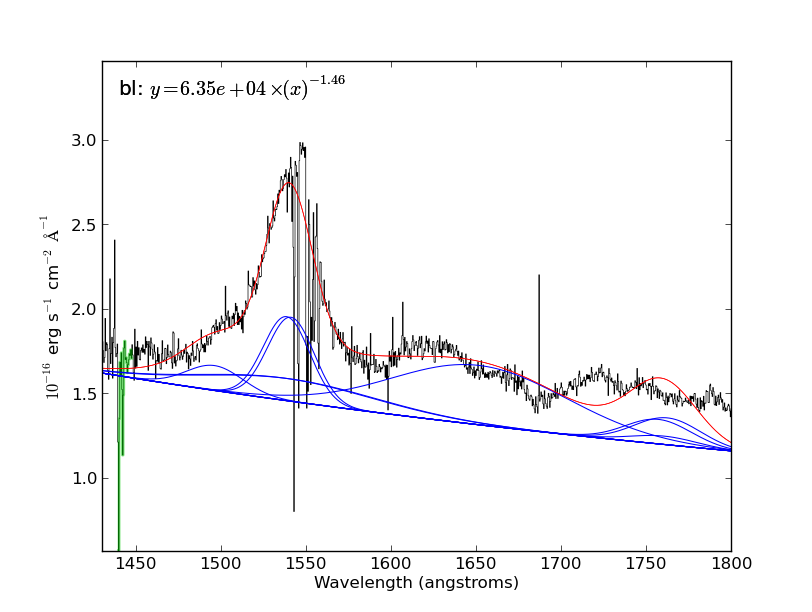 bl: y=6.35e+04×(x)^−1.46
3.0
2.5
2.0
1.5
1.0
10^−16 erg s^−1 cm^−2 Å^−1
1450 1500 1550 1600 1650 1700 1750 1800
Wavelength (angstroms)